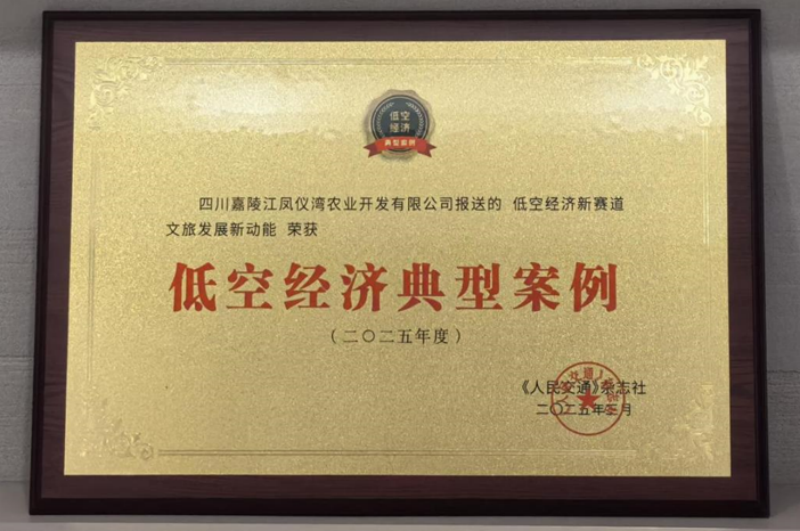 低空
经济
典型案例
四川嘉陵江凤仪湾农业开发有限公司报送的 低空经济新赛道
文旅发展新动能 荣获
低空经济典型案例
（二〇二五年度）
《人民交通》杂志社
二〇二五年三月